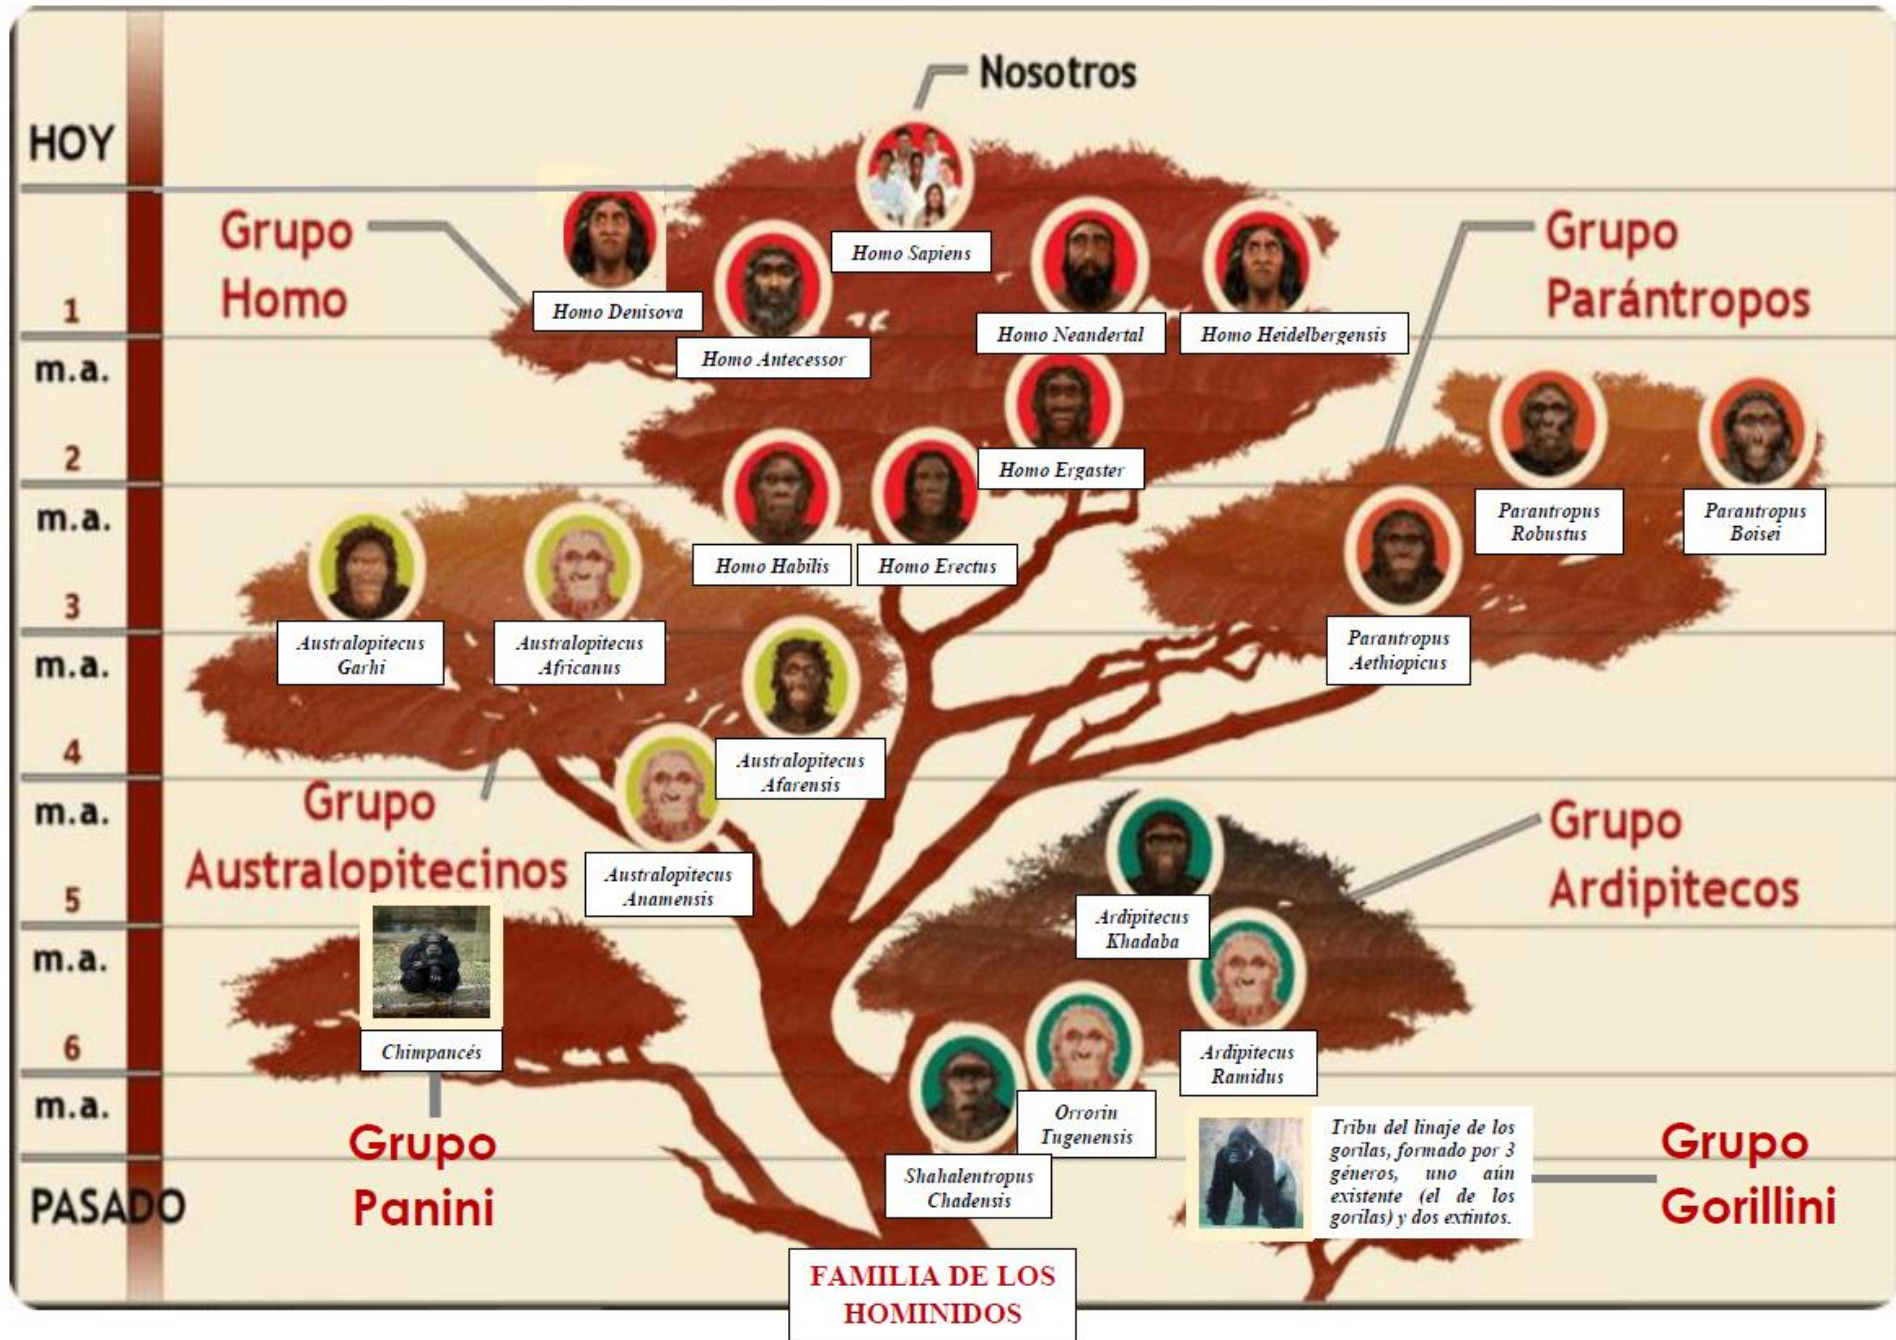 Nosotros
HOY
Grupo
Homo
Homo Sapiens
Grupo
Parántropos
1
m.a.
Homo Denisova
Homo Antecessor
Homo Neandertal
Homo Heidelbergensis
2
m.a.
Homo Ergaster
Parantropus
Robustus
Parantropus
Boisei
Homo Habilis
Homo Erectus
3
m.a.
Australopitecus
Garhi
Australopitecus
Africanus
Parantropus
Aethiopicus
4
m.a.
Australopitecus
Afarensis
Grupo
Australopitecinos
Australopitecus
Anamensis
Grupo
Ardipitecos
5
m.a.
Ardipitecus
Khadaba
6
m.a.
Chimpancés
Ardipitecus
Ramidus
Orrorin
Tugenensis
Grupo
Panini
Shahalentropus
Chadensis
Tribu del linaje de los
gorilas, formado por 3
géneros, uno aún
existente (el de los
gorilas) y dos extintos.
Grupo
Gorillini
PASADO
FAMILIA DE LOS
HOMINIDOS